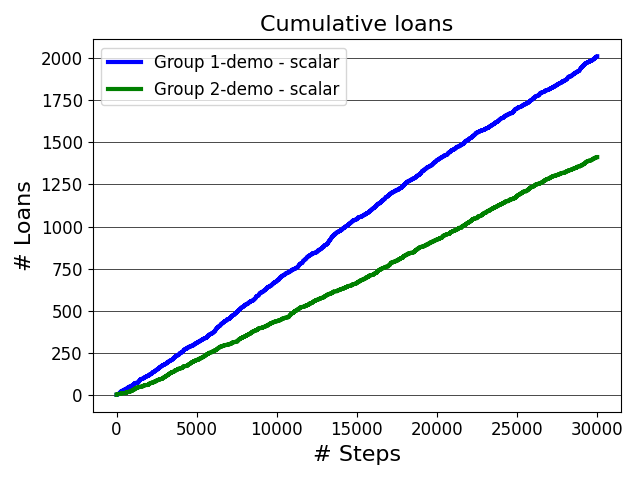 Cumulative loans
Group 1-demo - scalar
Group 2-demo - scalar
# Loans
2000
1750
1500
1250
1000
750
500
250
0
0 5000 10000 15000 20000 25000 30000
# Steps